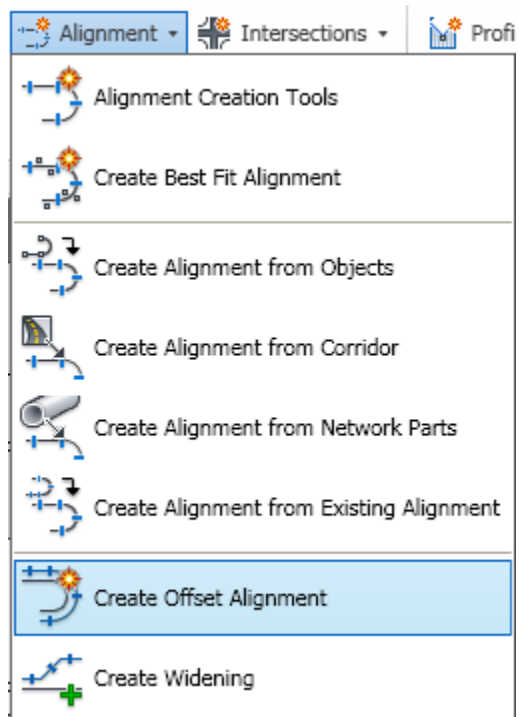 Alignment Intersections Profi
Alignment Creation Tools
Create Best Fit Alignment
Create Alignment from Objects
Create Alignment from Corridor
Create Alignment from Network Parts
Create Alignment from Existing Alignment
Create Offset Alignment
Create Widening